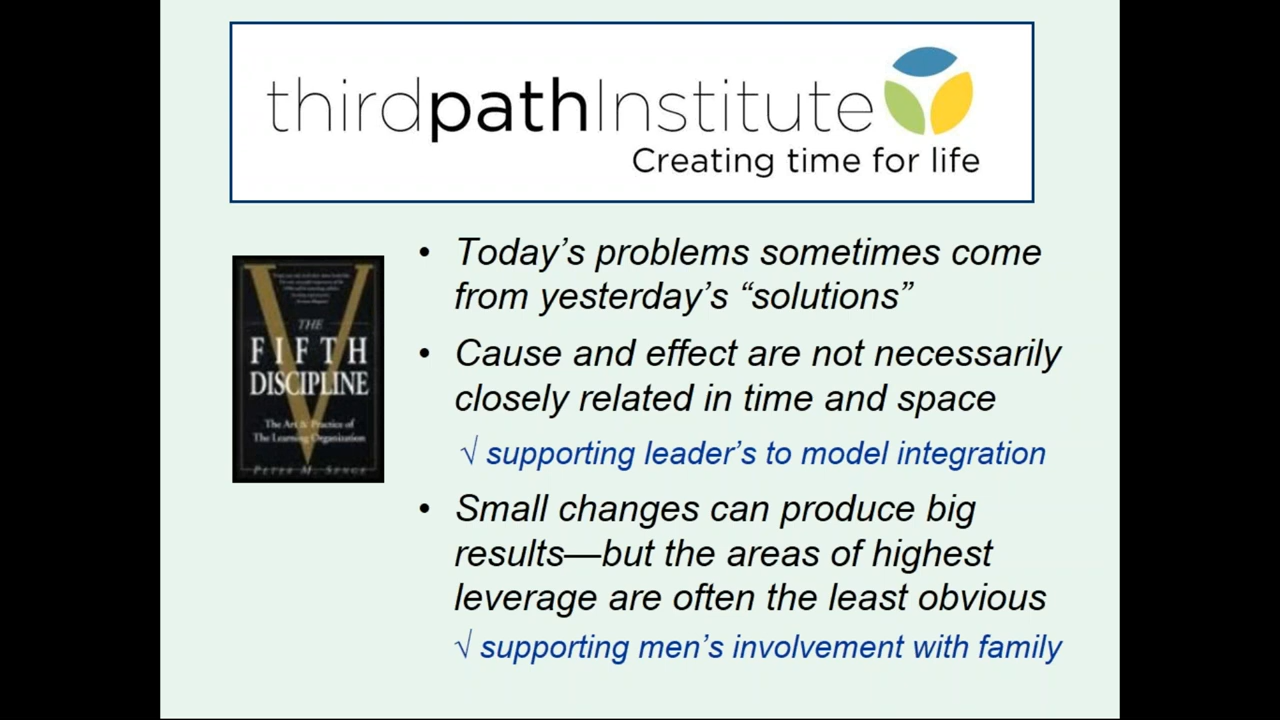 thirdpathInstitute
Creating time for life
• Today's problems sometimes come
from yesterday's “solutions”
• Cause and effect are not necessarily
closely related in time and space
√ supporting leader's to model integration
• Small changes can produce big
results—but the areas of highest
leverage are often the least obvious
√ supporting men's involvement with family
THE
FIFTH
DISCIPLINE
The Art & Practice of
The Learning Organization
PETER M. SENGE